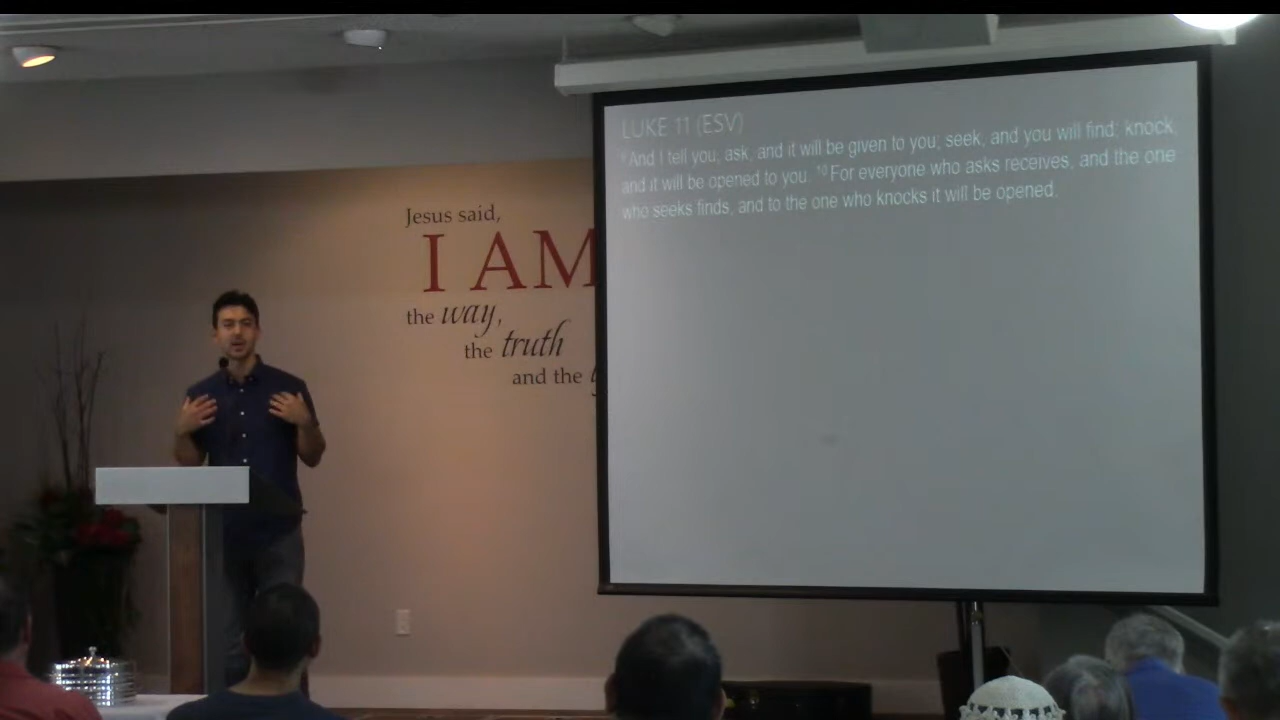 Jesus said,
I AM
the way,
the truth
and the
LUKE 11 (ESV)
And I tell you, ask, and it will be given to you; seek, and you will find; knock,
and it will be opened to you. 10 For everyone who asks receives, and the one
who seeks finds, and to the one who knocks it will be opened.